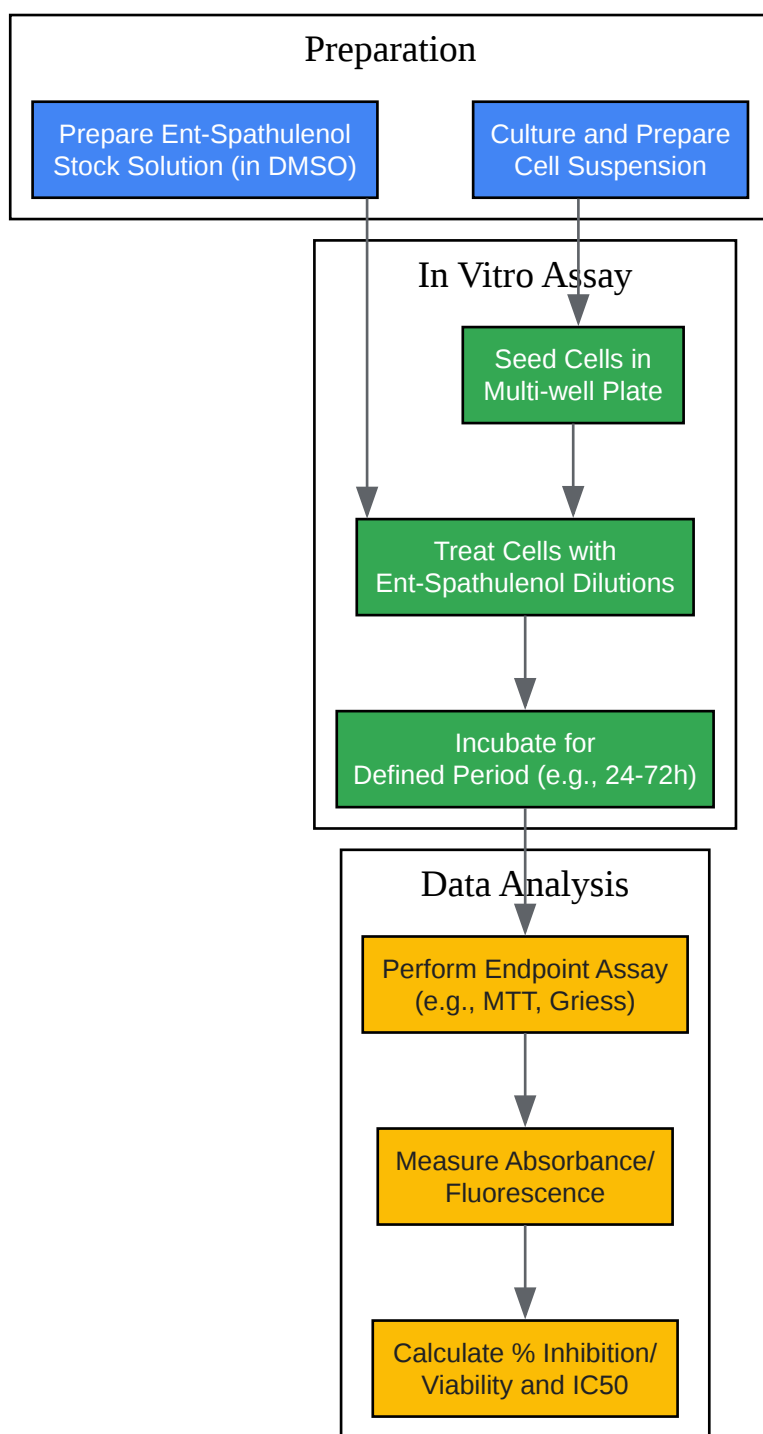 Preparation
Prepare Ent-Spathulenol
Stock Solution (in DMSO)
Culture and Prepare
Cell Suspension
In Vitro Assay
Seed Cells in
Multi-well Plate
Treat Cells with
Ent-Spathulenol Dilutions
Incubate for
Defined Period (e.g., 24-72h)
Data Analysis
Perform Endpoint Assay
(e.g., MTT, Griess)
Measure Absorbance/
Fluorescence
Calculate % Inhibition/
Viability and IC50